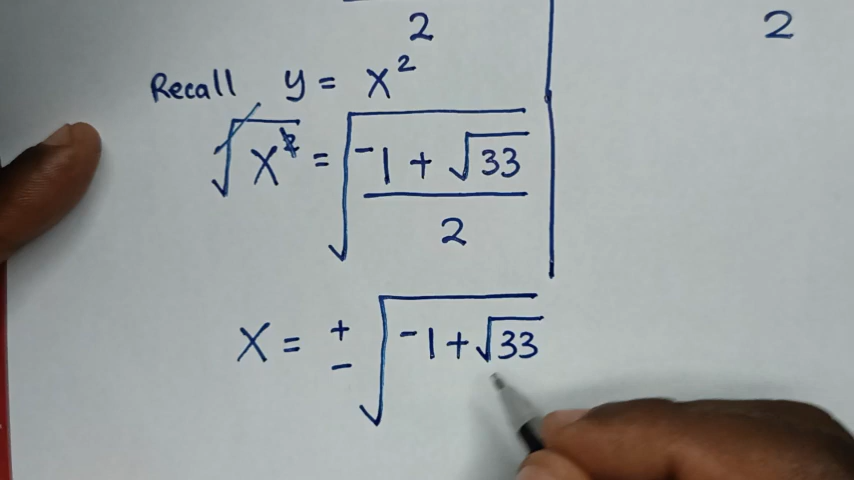 2
2
Recall y = x²
√x² = √((-1 + √33)/2)
x = ± √(-1 + √33)